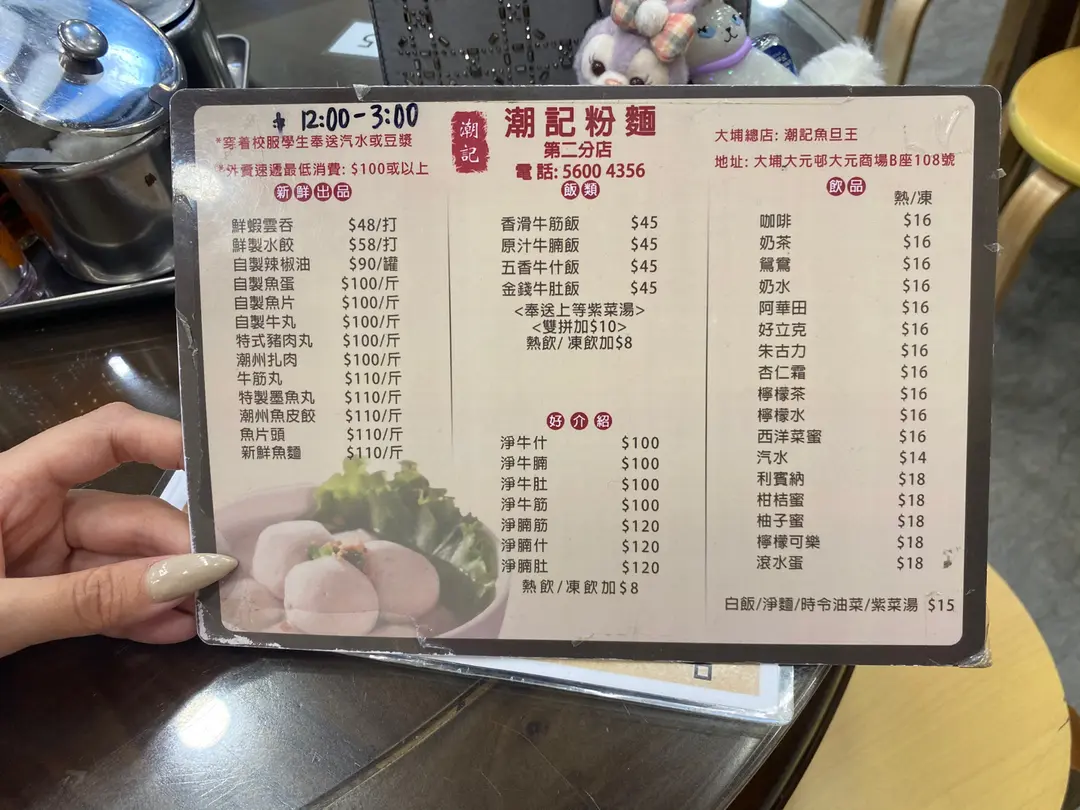 12:00-3:00
*穿着校服學生奉送汽水或豆漿
*外賣速遞最低消費: $100或以上
潮記
潮記粉麵
第二分店
電話: 5600 4356
大埔總店: 潮記魚旦王
地址: 大埔大元邨大元商場B座108號
新鮮出品
鮮蝦雲吞 $48/打
鮮製水餃 $58/打
自製辣椒油 $90/罐
自製魚蛋 $100/斤
自製魚片 $100/斤
自製牛丸 $100/斤
特式豬肉丸 $100/斤
潮州扎肉 $100/斤
牛筋丸 $110/斤
特製墨魚丸 $110/斤
潮州魚皮餃 $110/斤
魚片頭 $110/斤
新鮮魚麵 $110/斤
飯類
香滑牛筋飯 $45
原汁牛腩飯 $45
五香牛什飯 $45
金錢牛肚飯 $45
<奉送上等紫菜湯>
<雙拼加$10>
熱飲/凍飲加$8
好介紹
淨牛什 $100
淨牛腩 $100
淨牛肚 $100
淨牛筋 $100
淨腩筋 $120
淨腩什 $120
淨腩肚 $120
熱飲/凍飲加$8
飲品
熱/凍
咖啡 $16
奶茶 $16
鴛鴦 $16
奶水 $16
阿華田 $16
好立克 $16
朱古力 $16
杏仁霜 $16
檸檬茶 $16
檸檬水 $16
西洋菜蜜 $16
汽水 $14
利賓納 $18
柑桔蜜 $18
柚子蜜 $18
檸檬可樂 $18
滾水蛋 $18
白飯/淨麵/時令油菜/紫菜湯 $15